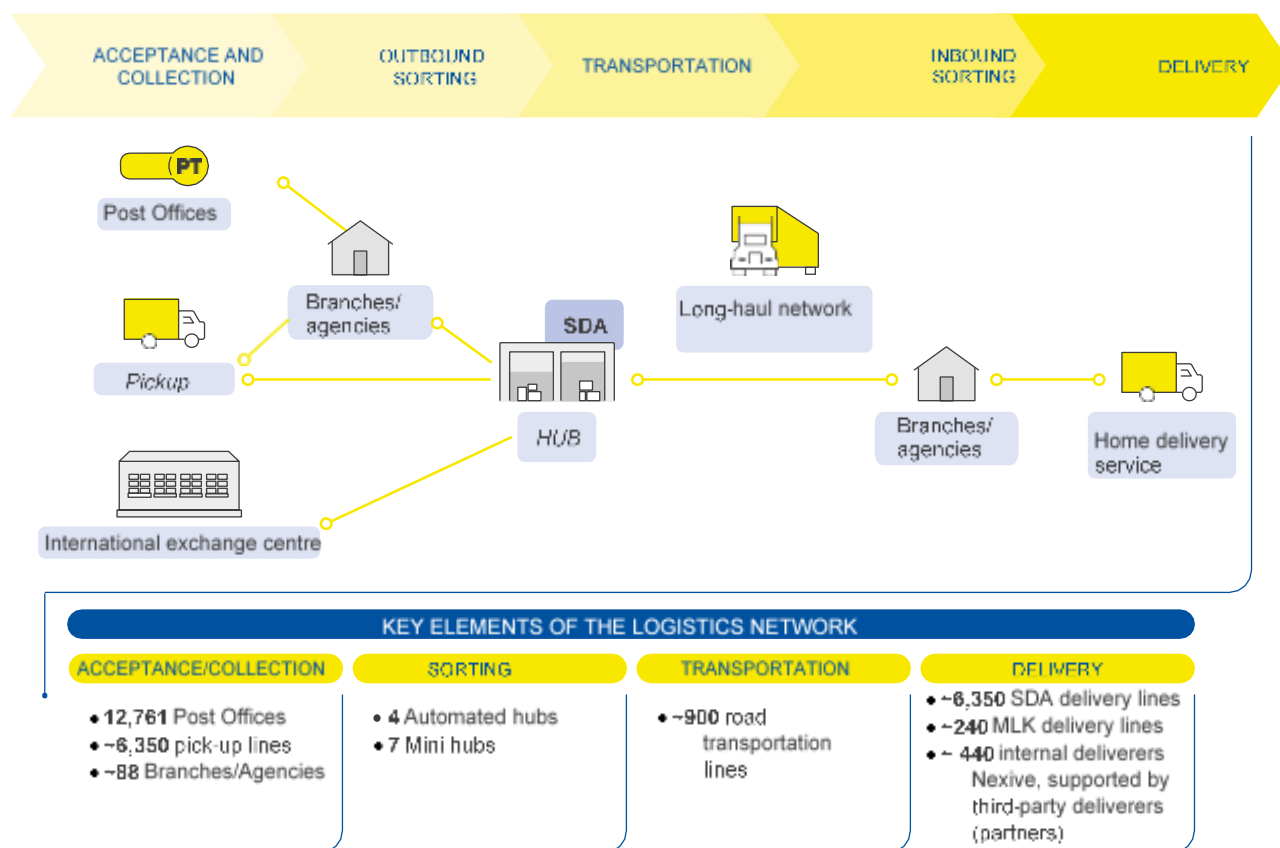 ACCEPTANCE AND
COLLECTION
OUTBOUND
SORTING
TRANSPORTATION
INBOUND
SORTING
DELIVERY
PT
Post Offices
Branches/
agencies
Pickup
SDA
HUB
Long-haul network
International exchange centre
Branches/
agencies
Home delivery
service
KEY ELEMENTS OF THE LOGISTICS NETWORK
ACCEPTANCE/COLLECTION
• 12,761 Post Offices
• ~6,350 pick-up lines
• ~88 Branches/Agencies
SORTING
• 4 Automated hubs
• 7 Mini hubs
TRANSPORTATION
• ~900 road
transportation
lines
DELIVERY
• ~6,350 SDA delivery lines
• ~240 MLK delivery lines
• ~ 440 internal deliverers
Nexive, supported by
third-party deliverers
(partners)